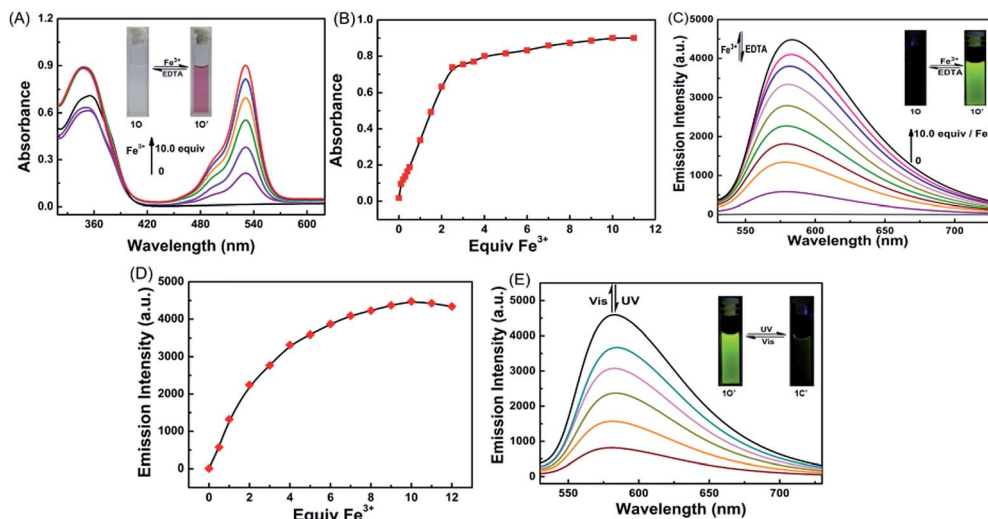 (A)
1.2
0.9
0.6
0.3
0.0
Absorbance
Fe³⁺
EDTA
1O
1O'
Fe³⁺
10.0 equiv
0
360
420
480
540
600
Wavelength (nm)
(B)
1.0
0.8
0.6
0.4
0.2
0.0
Absorbance
0
2
4
6
8
10
12
Equiv Fe³⁺
(C)
5000
4000
3000
2000
1000
0
Emission Intensity (a.u.)
Fe³⁺
EDTA
Fe³⁺
EDTA
1O
1O'
10.0 equiv / Fe
0
550
600
650
700
Wavelength (nm)
(D)
5000
4000
3000
2000
1000
0
Emission Intensity (a.u.)
0
2
4
6
8
10
12
Equiv Fe³⁺
(E)
5000
4000
3000
2000
1000
0
Emission Intensity (a.u.)
Vis
UV
UV
Vis
1O'
1C'
550
600
650
700
Wavelength (nm)